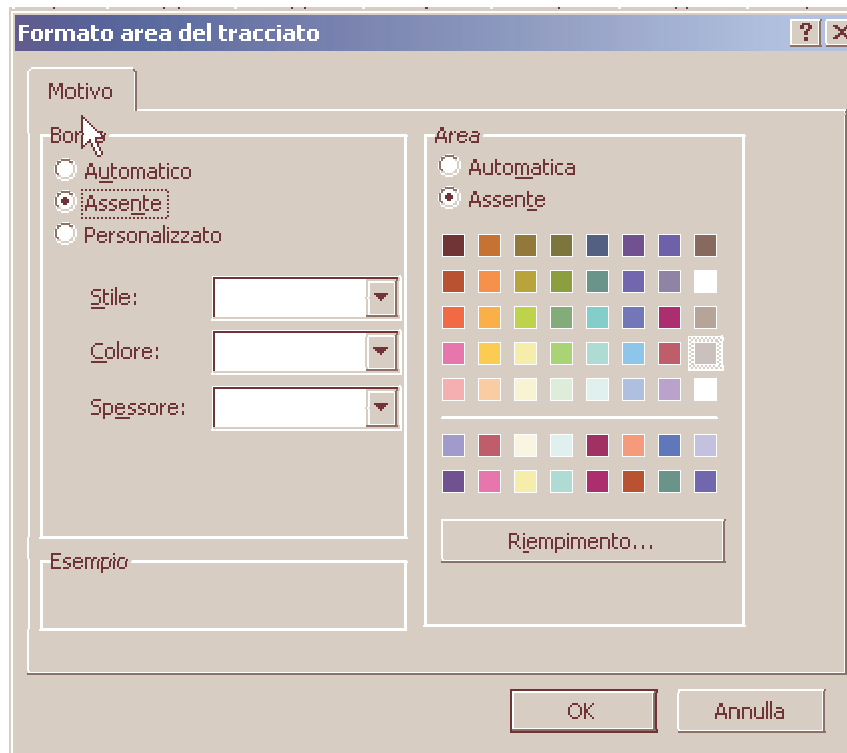 Formato area del tracciato
Motivo
Automatico
Assente
Personalizzato
Stile:
Colore:
Spessore:
Esempio
Area
Automatica
Assente
Riempimento...
OK
Annulla